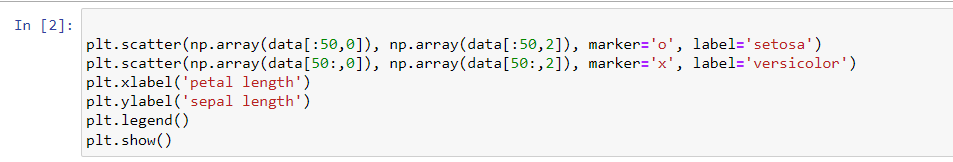 In [2]:
plt.scatter(np.array(data[:50,0]), np.array(data[:50,2]), marker='o', label='setosa')
plt.scatter(np.array(data[50:,0]), np.array(data[50:,2]), marker='x', label='versicolor')
plt.xlabel('petal length')
plt.ylabel('sepal length')
plt.legend()
plt.show()